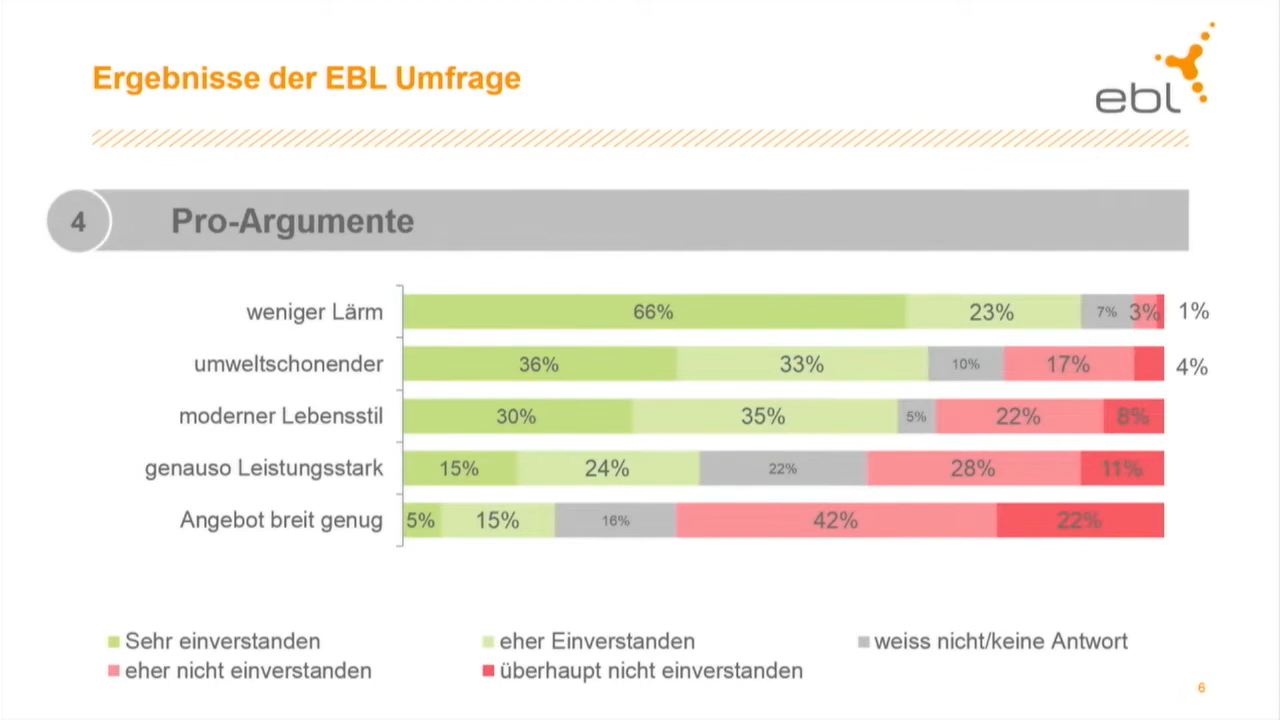 Ergebnisse der EBL Umfrage
ebl
4 Pro-Argumente
weniger Lärm 66% 23% 7% 3% 1%
umweltschonender 36% 33% 10% 17% 4%
moderner Lebensstil 30% 35% 5% 22% 8%
genauso Leistungsstark 15% 24% 22% 28% 11%
Angebot breit genug 5% 15% 16% 42% 22%
Sehr einverstanden eher Einverstanden weiss nicht/keine Antwort
eher nicht einverstanden überhaupt nicht einverstanden
6